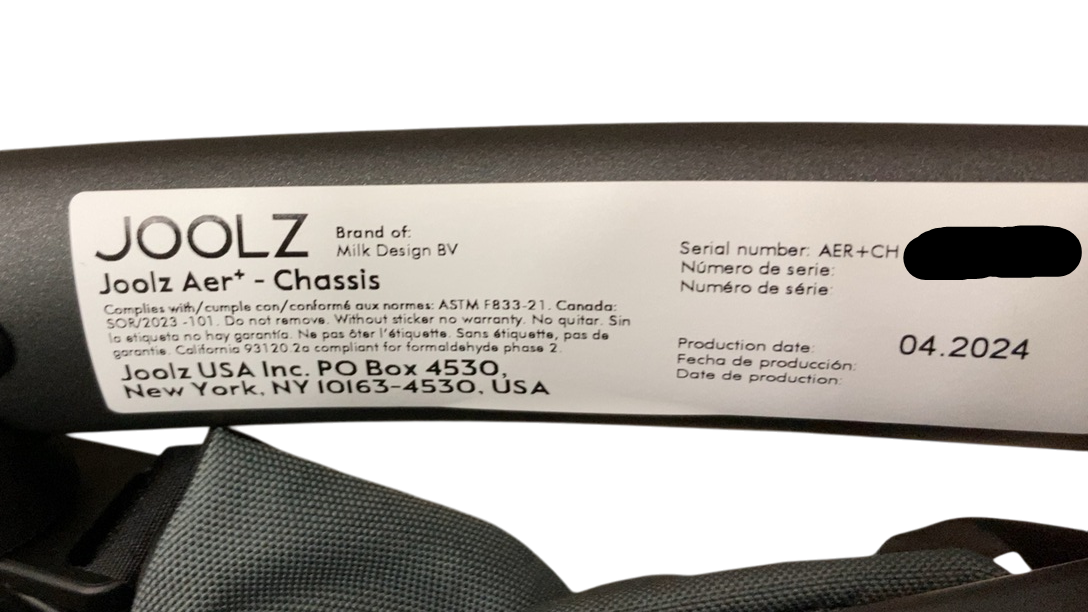 JOOLZ
Brand of:
Milk Design BV
Joolz Aer⁺ - Chassis
Complies with/cumple con/conformé aux normes: ASTM F833-21. Canada:
SOR/2023 -101. Do not remove. Without sticker no warranty. No quitar. Sin
la etiqueta no hay garantía. Ne pas ôter l'étiquette. Sans étiquette, pas de
garantie. California 93120.2a compliant for formaldehyde phase 2.
Joolz USA Inc. PO Box 4530,
New York, NY 10163-4530, USA
Serial number: AER+CH
Número de serie:
Numéro de série:
Production date: 04.2024
Fecha de producción:
Date de production: